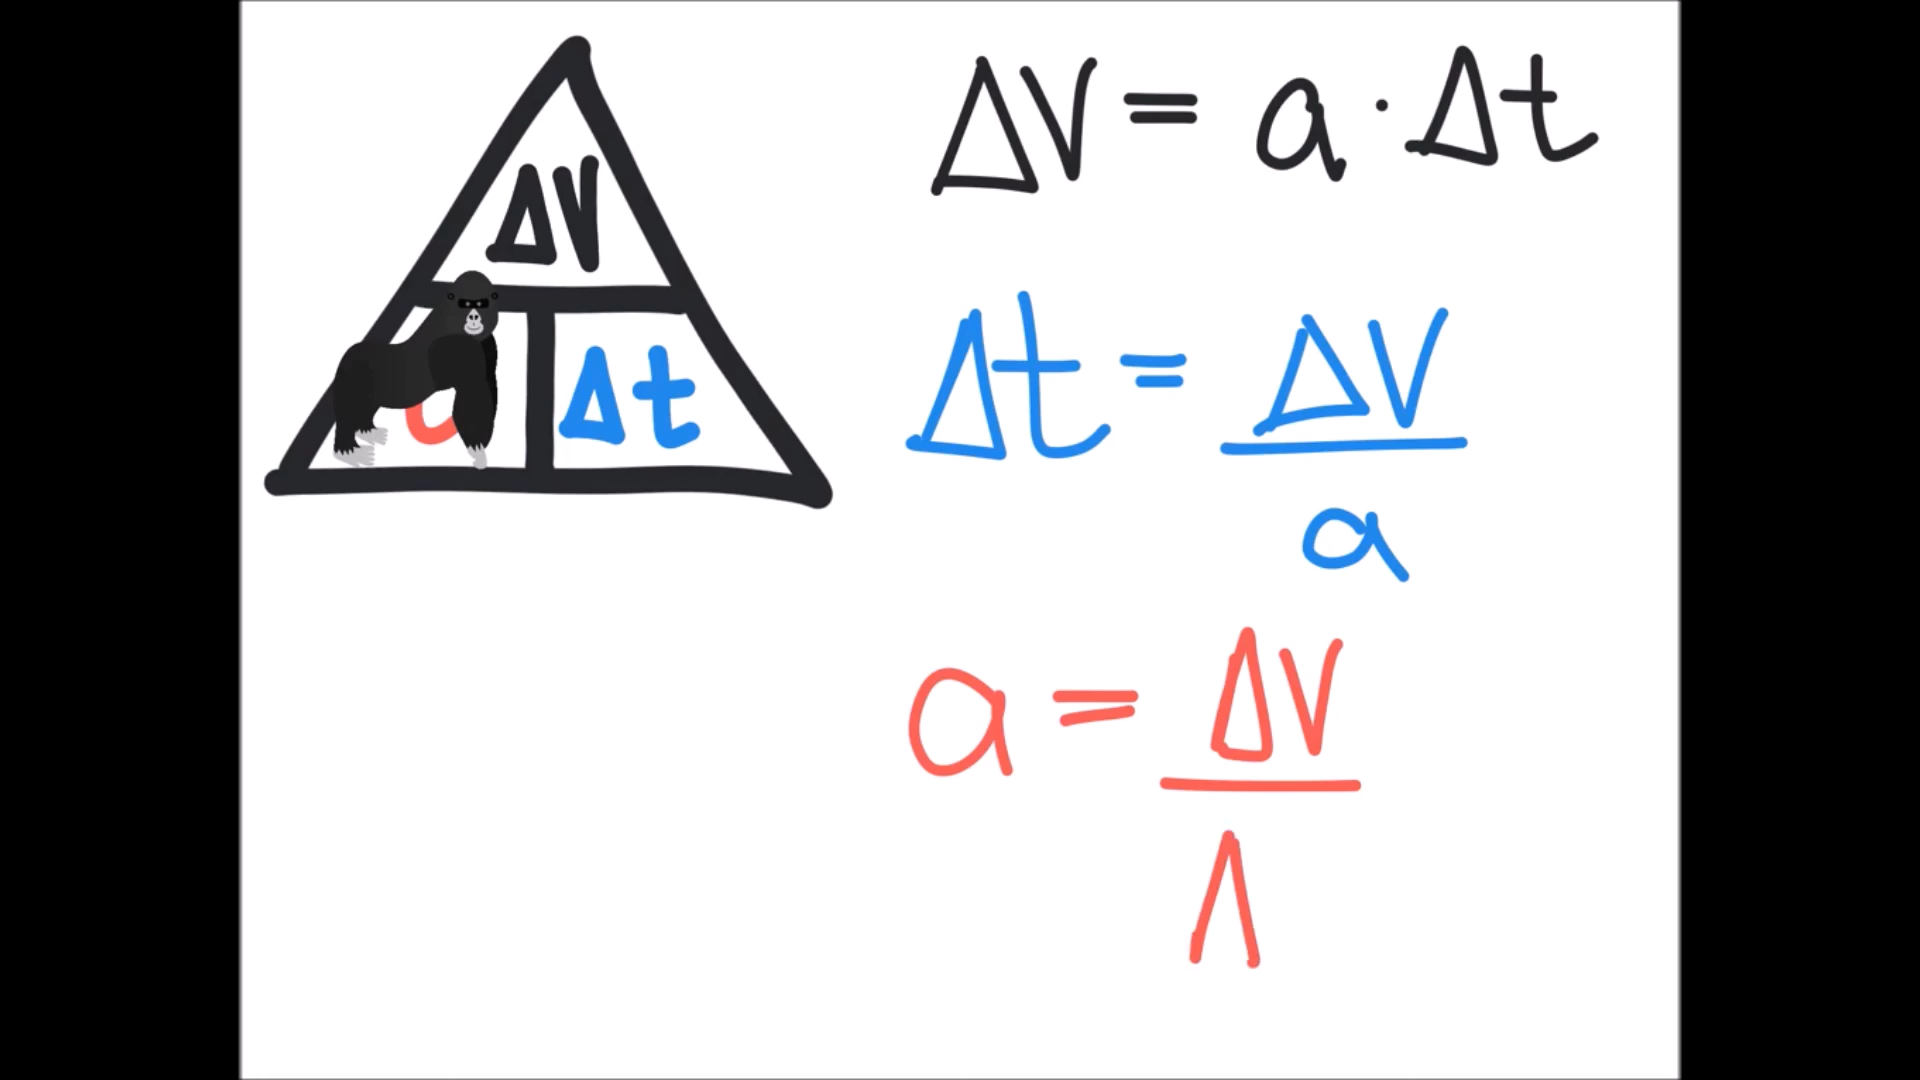 ΔV
Δt
ΔV = a · Δt
Δt = ΔV
a
a = ΔV